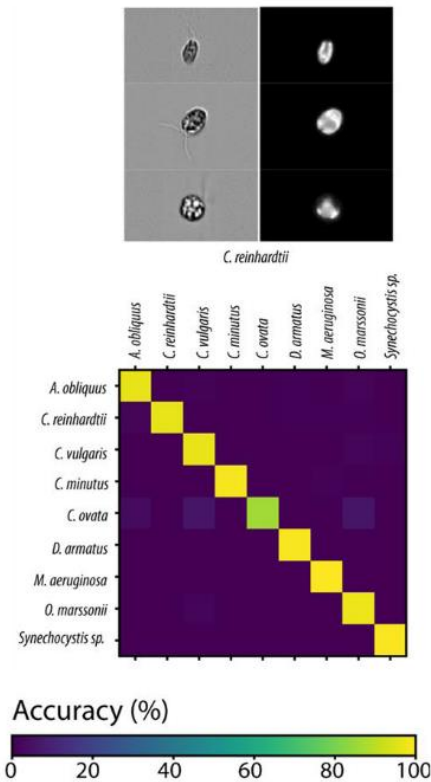 C. reinhardtii
A. obliquus
C. reinhardtii
C. vulgaris
C. minutus
C. ovata
D. armatus
M. aeruginosa
O. marssonii
Synechocystis sp.
A. obliquus
C. reinhardtii
C. vulgaris
C. minutus
C. ovata
D. armatus
M. aeruginosa
O. marssonii
Synechocystis sp.
Accuracy (%)
0 20 40 60 80 100